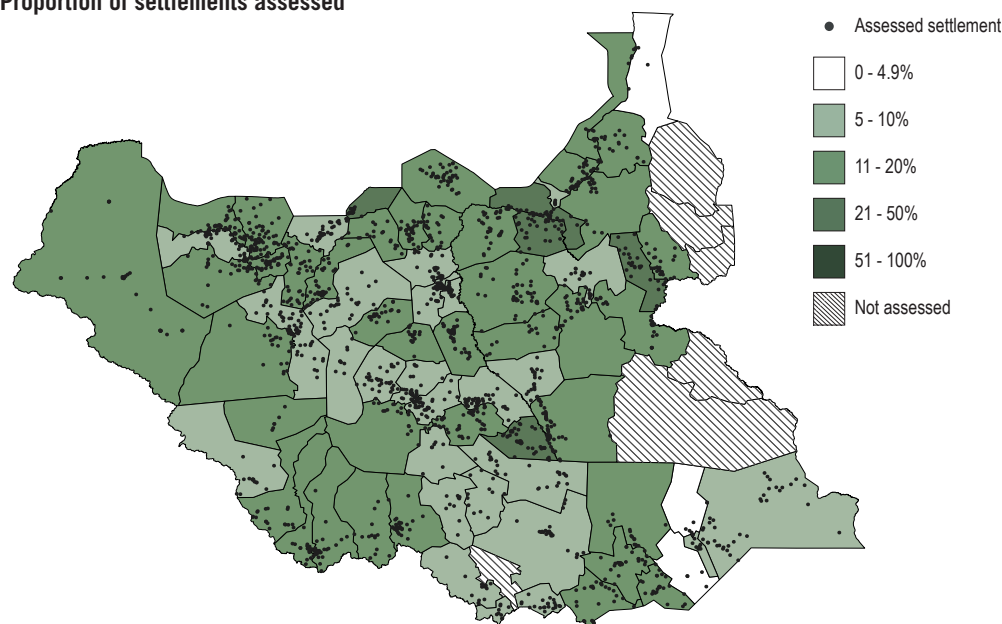 Proportion of settlements assessed
Assessed settlement
0 - 4.9%
5 - 10%
11 - 20%
21 - 50%
51 - 100%
Not assessed